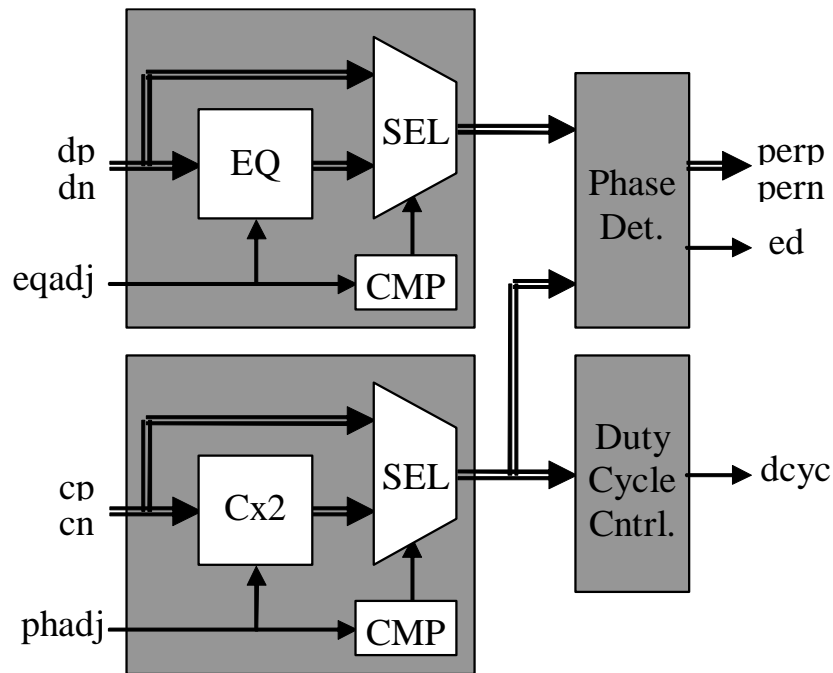 dp
dn
EQ
SEL
eqadj
CMP
Phase
Det.
perp
pern
ed
cp
cn
Cx2
SEL
phadj
CMP
Duty
Cycle
Cntrl.
dcyc